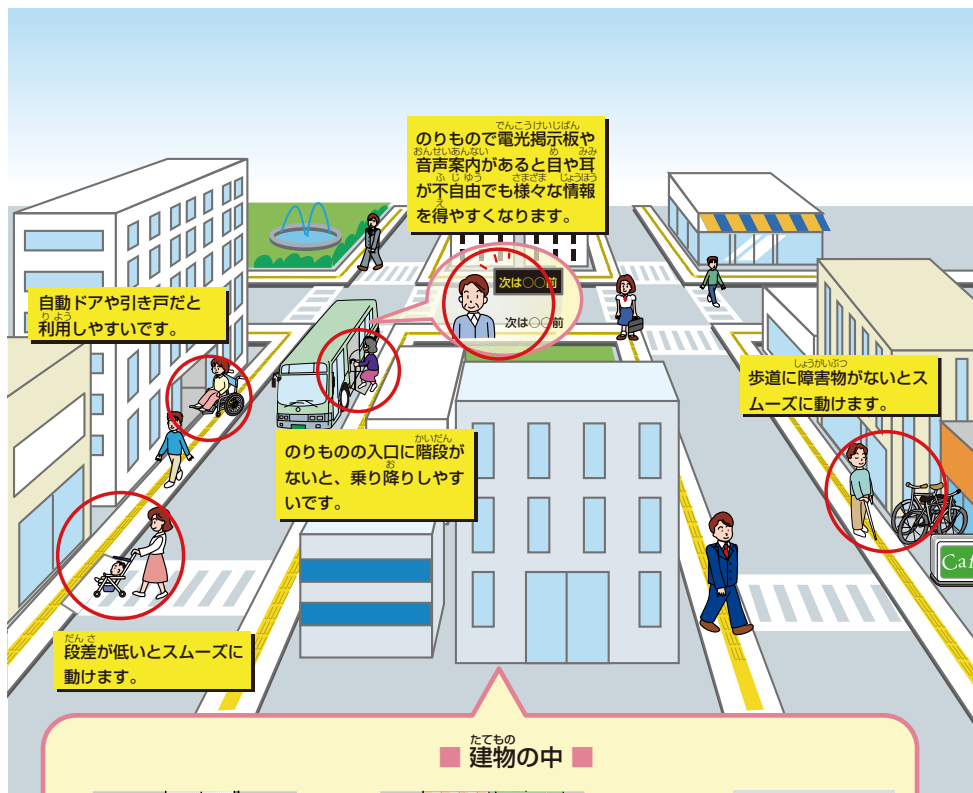 のりもので電光掲示板や
音声案内があると目や耳
が不自由でも様々な情報
を得やすくなります。
次は○○前
次は○○前
自動ドアや引き戸だと
利用しやすいです。
歩道に障害物がないとス
ムーズに動けます。
のりものの入口に階段が
ないと、乗り降りしやす
いです。
段差が低いとスムーズに
動けます。
■ 建物の中 ■